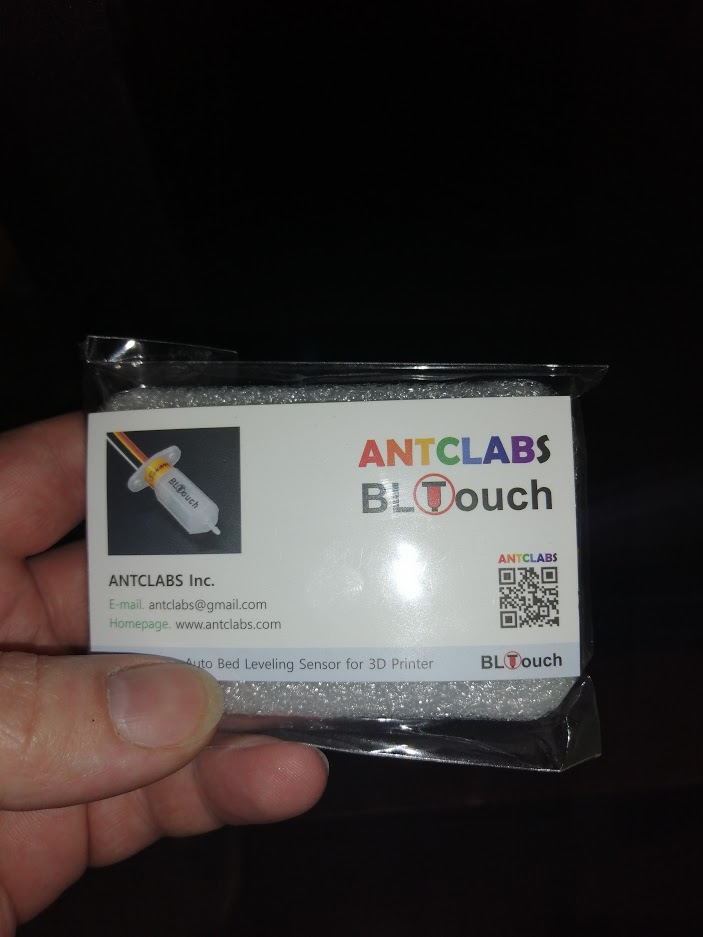 ANTCLABS
BLTouch
BLTouch
ANTCLABS
ANTCLABS Inc.
E-mail. antclabs@gmail.com
Homepage. www.antclabs.com
Auto Bed Leveling Sensor for 3D Printer
BLTouch